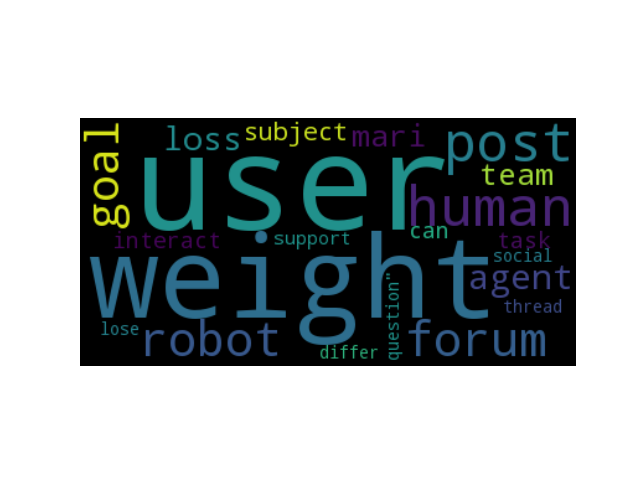 goal
loss
subject
mari
post
user
team
human
can
interact
support
task
weight
social
agent
question"
thread
lose
robot
differ
forum